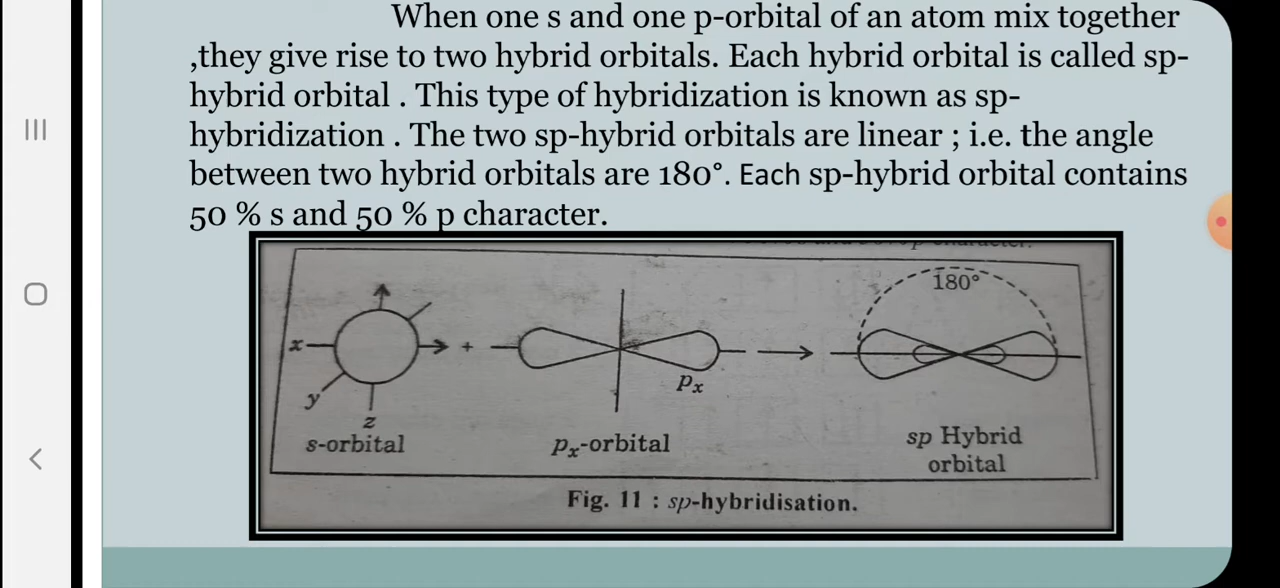 When one s and one p-orbital of an atom mix together
,they give rise to two hybrid orbitals. Each hybrid orbital is called sp-
hybrid orbital . This type of hybridization is known as sp-
hybridization . The two sp-hybrid orbitals are linear ; i.e. the angle
between two hybrid orbitals are 180°. Each sp-hybrid orbital contains
50 % s and 50 % p character.
180°
x
+
Px
y
z
s-orbital
Px-orbital
sp Hybrid
orbital
Fig. 11 : sp-hybridisation.